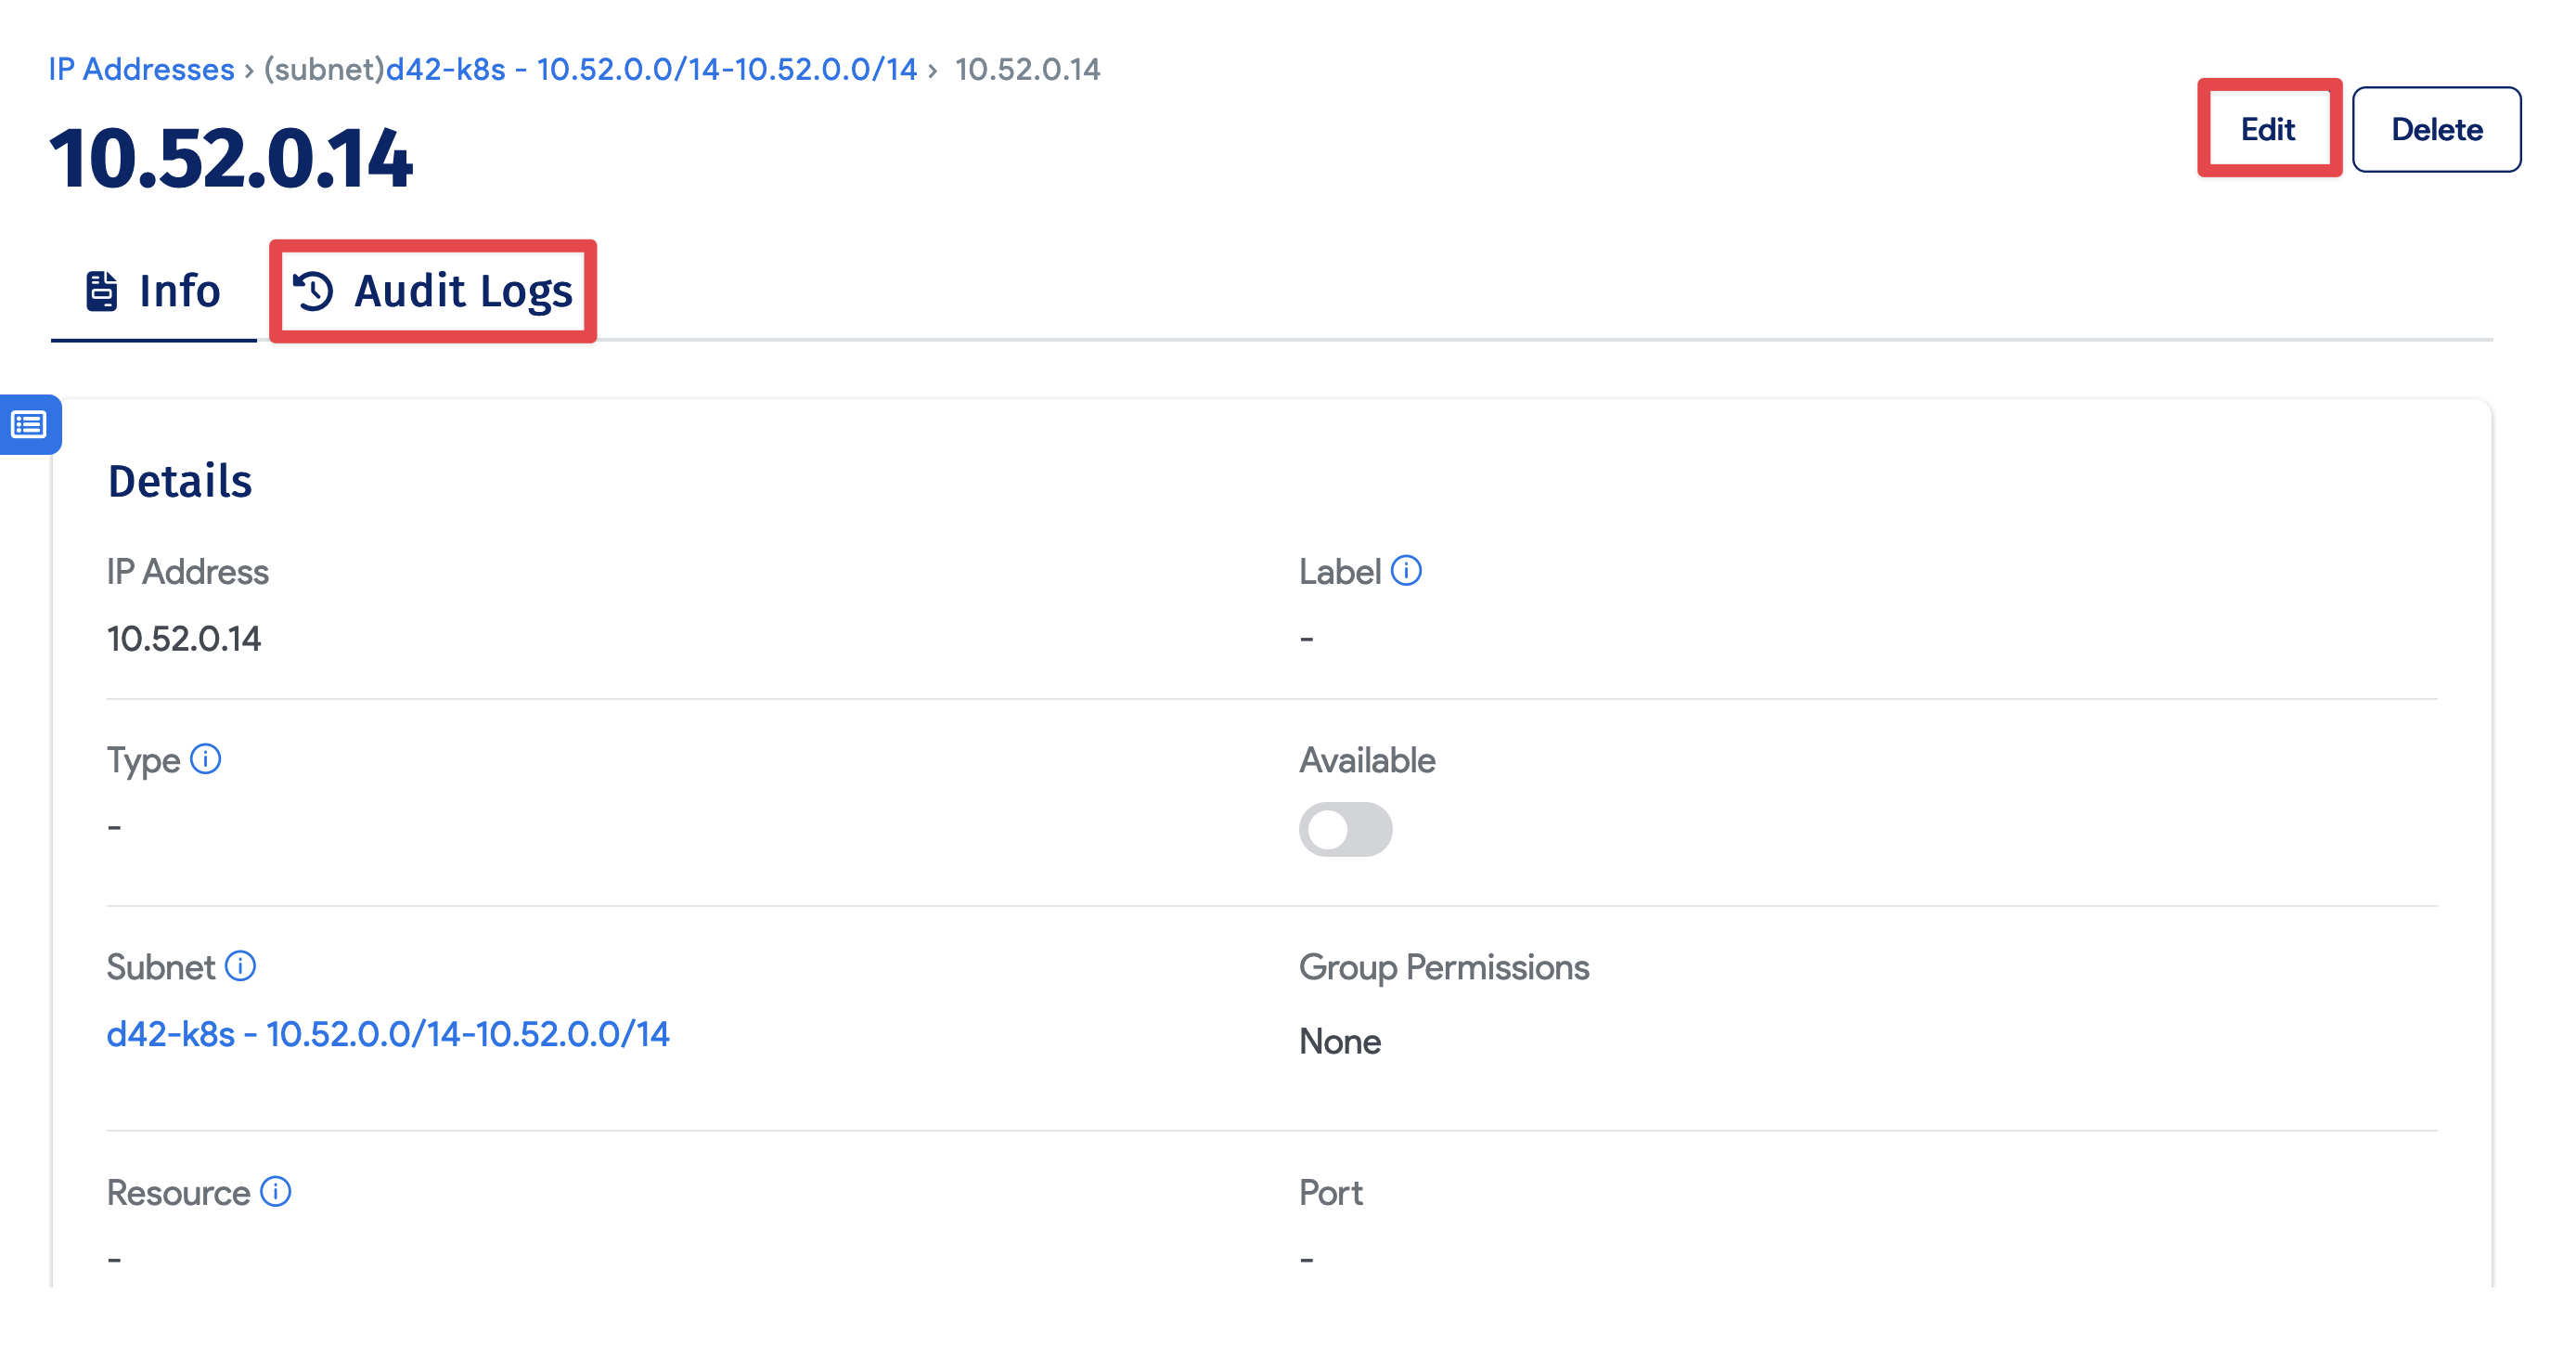 IP Addresses › (subnet)d42-k8s - 10.52.0.0/14-10.52.0.0/14 › 10.52.0.14
Edit
Delete
10.52.0.14
Info
Audit Logs
Details
IP Address
Label
10.52.0.14
-
Type
Available
-
Subnet
Group Permissions
d42-k8s - 10.52.0.0/14-10.52.0.0/14
None
Resource
Port
-
-